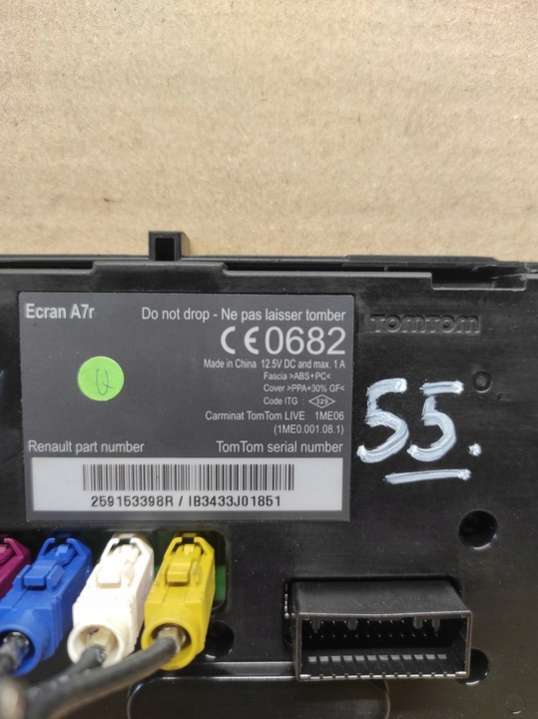 Ecran A7r
Do not drop - Ne pas laisser tomber
CE0682
Made in China 12.5V DC and max. 1 A
Fascia >ABS+PC<
Cover >PPA+30% GF<
Code ITG : <325>
Carminat TomTom LIVE 1ME06
(1ME0.001.08.1)
Renault part number
TomTom serial number
259153398R / IB3433J01851
TOMTOM
55.